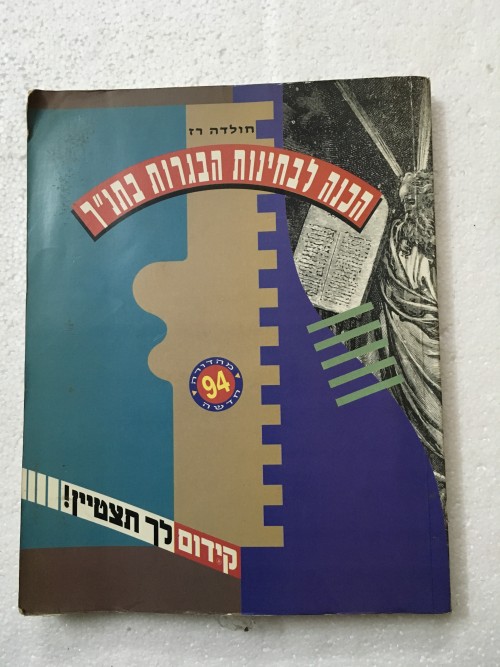 חולדה רז
הכנה לבחינות הבגרות בתנ"ך
מהדורה
94
חדשה
קידום לך תצטיין!